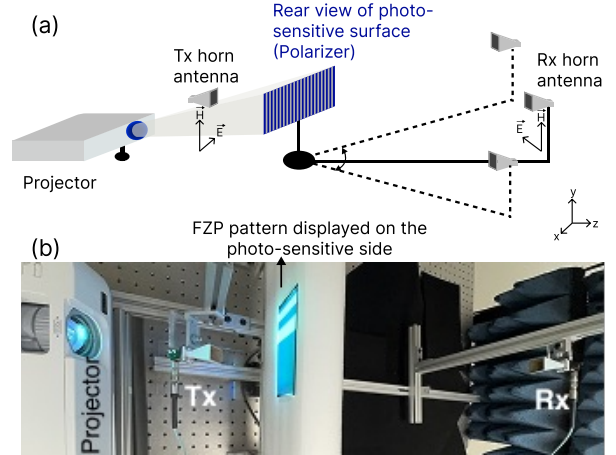 (a)
Rear view of photo-
sensitive surface
(Polarizer)
Tx horn
antenna
Rx horn
antenna
H
E
H
E
Projector
y
z
x
(b)
FZP pattern displayed on the
photo-sensitive side
Projector
Tx
Rx